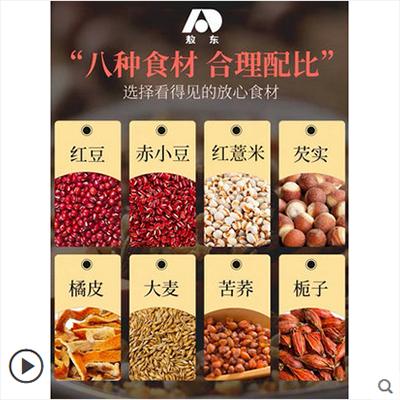 敖东
“八种食材 合理配比”
选择看得见的放心食材
红豆 赤小豆 红薏米 芡实
橘皮 大麦 苦荞 栀子